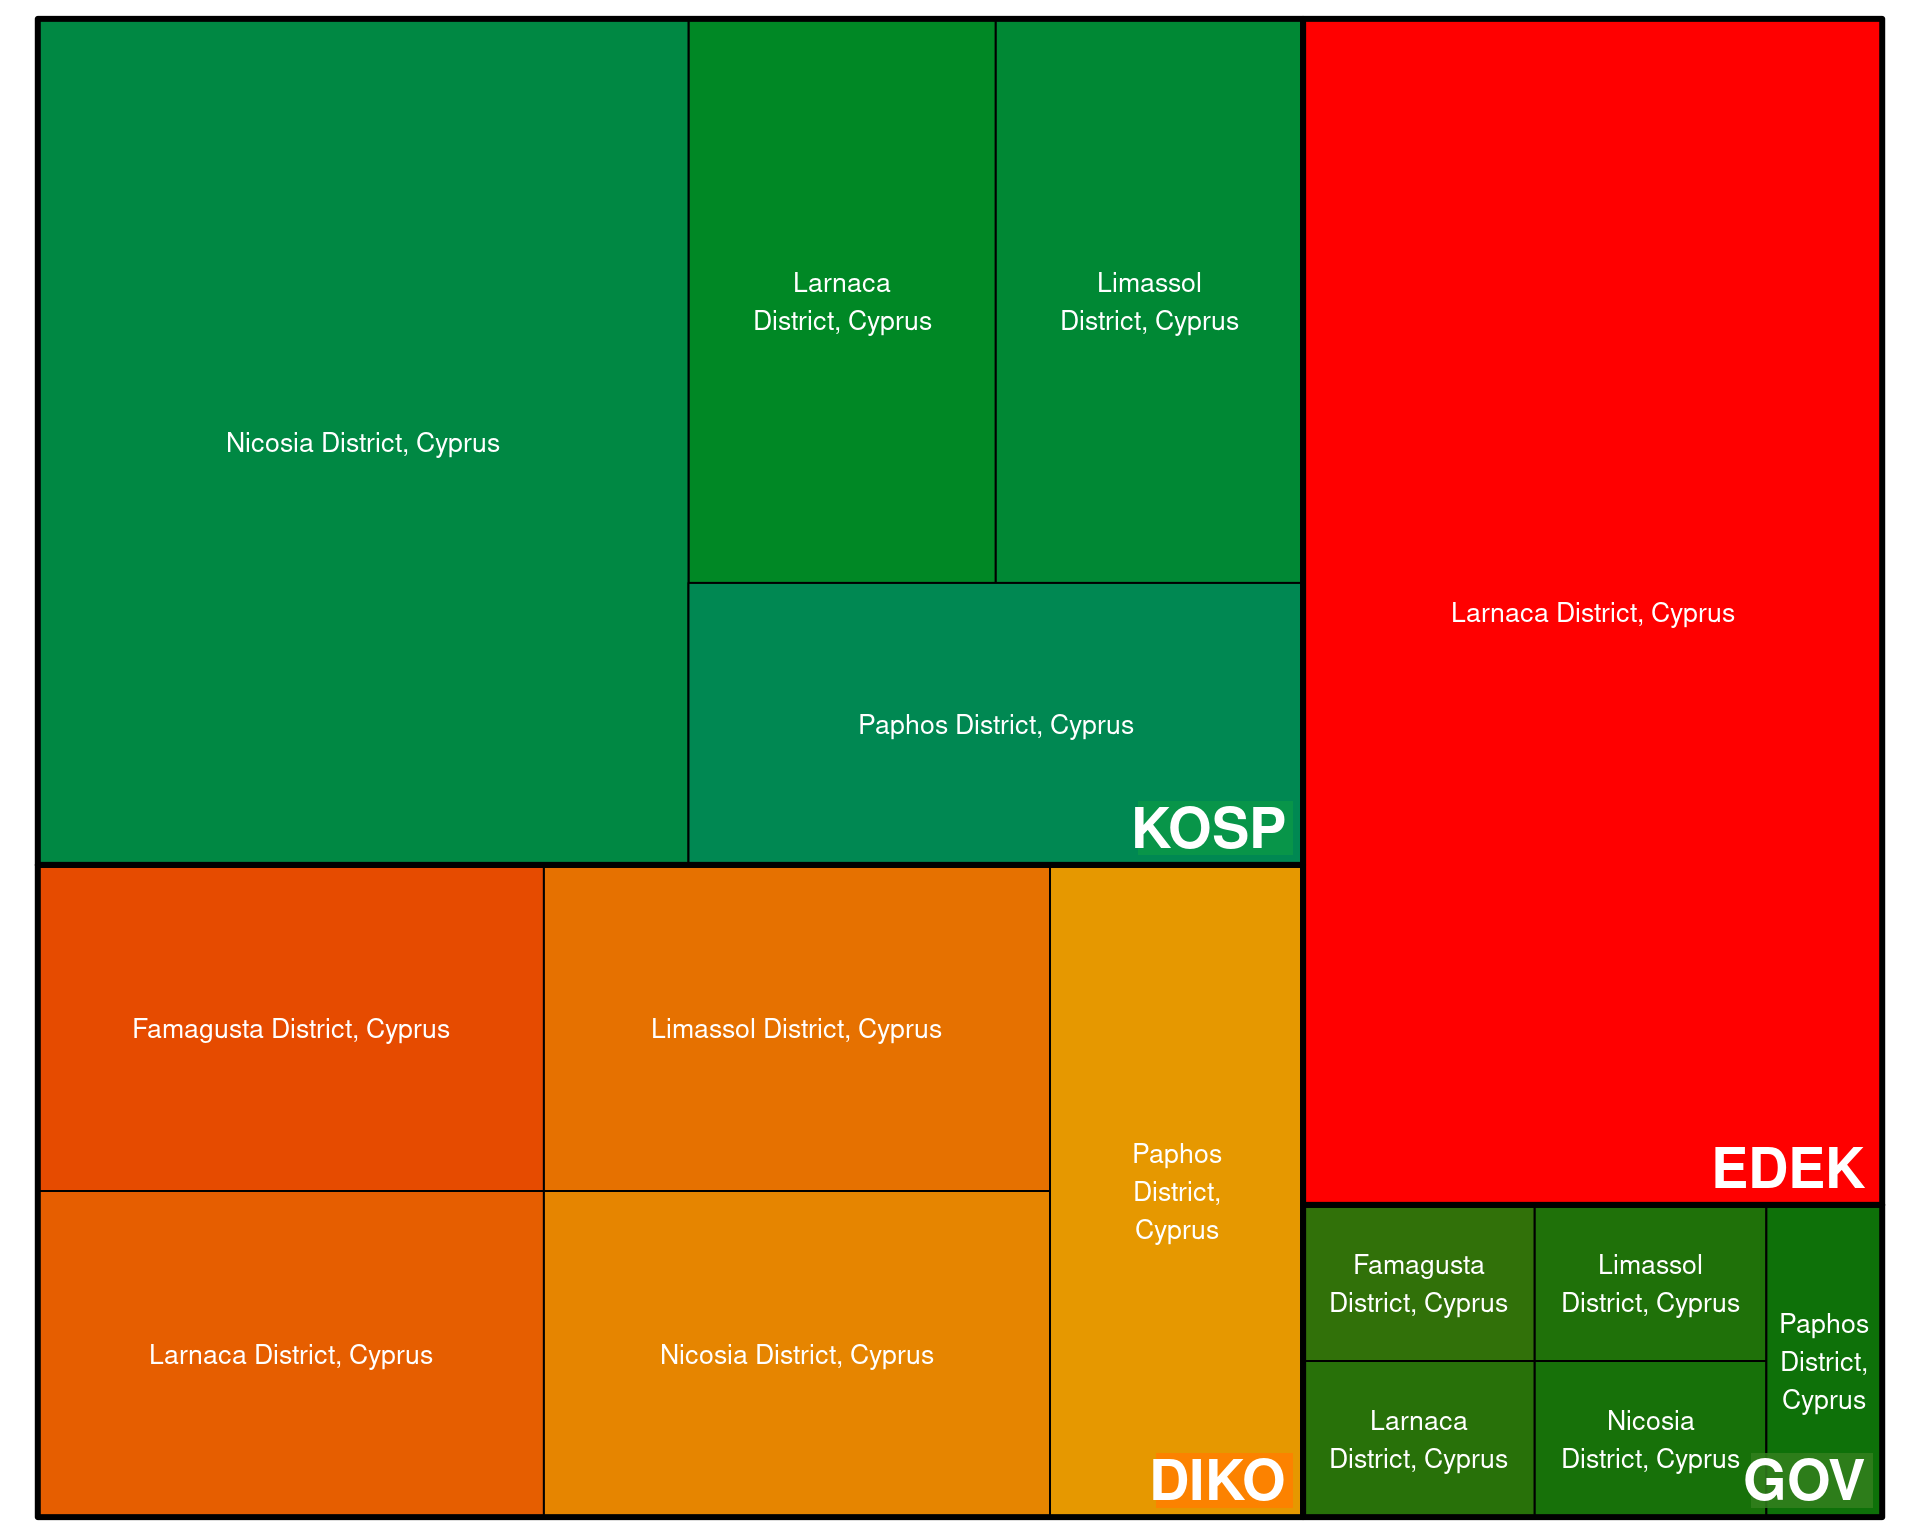 Nicosia District, Cyprus
Larnaca
District, Cyprus
Limassol
District, Cyprus
Paphos District, Cyprus
KOSP
Larnaca District, Cyprus
EDEK
Famagusta District, Cyprus
Limassol District, Cyprus
Larnaca District, Cyprus
Nicosia District, Cyprus
Paphos
District,
Cyprus
DIKO
Famagusta
District, Cyprus
Limassol
District, Cyprus
Larnaca
District, Cyprus
Nicosia
District, Cyprus
Paphos
District,
Cyprus
GOV